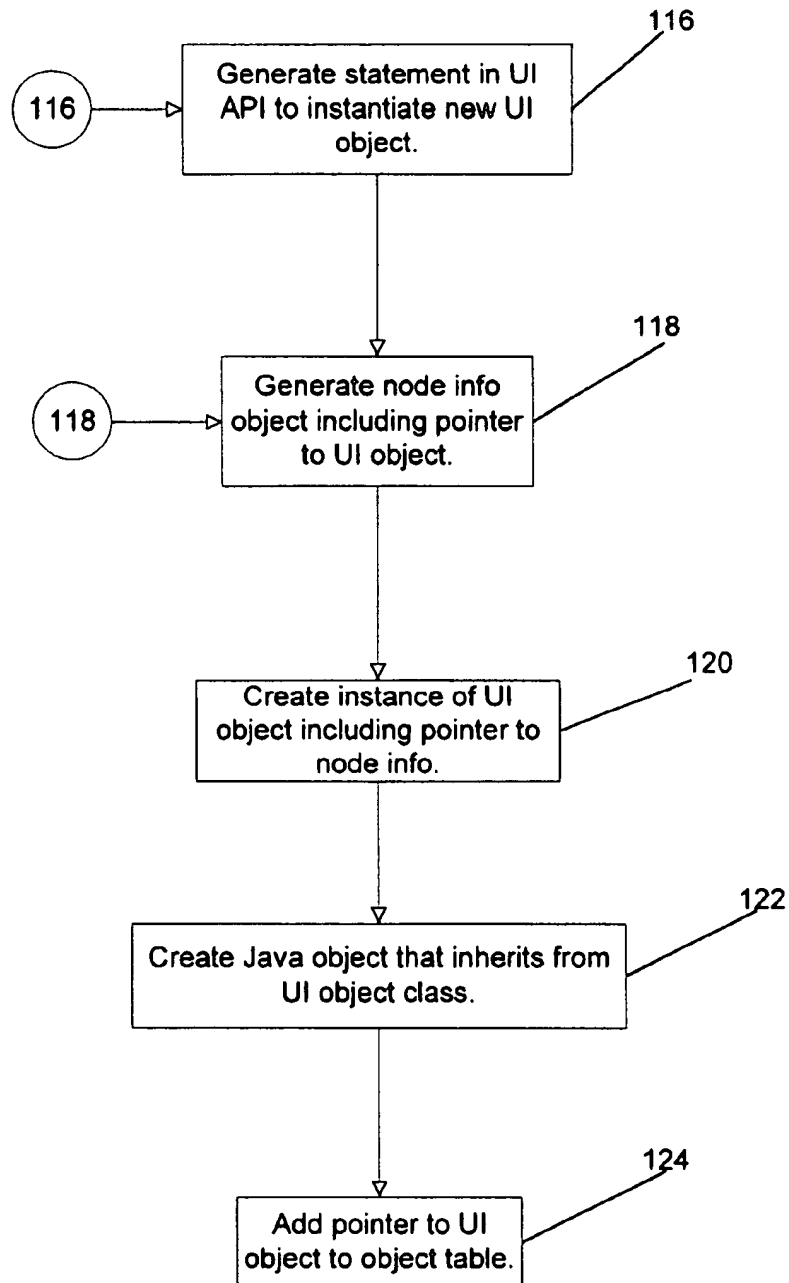 116
Generate statement in UI
API to instantiate new UI
object.
116
118
Generate node info
object including pointer
to UI object.
118
120
Create instance of UI
object including pointer to
node info.
122
Create Java object that inherits from
UI object class.
124
Add pointer to UI
object to object table.